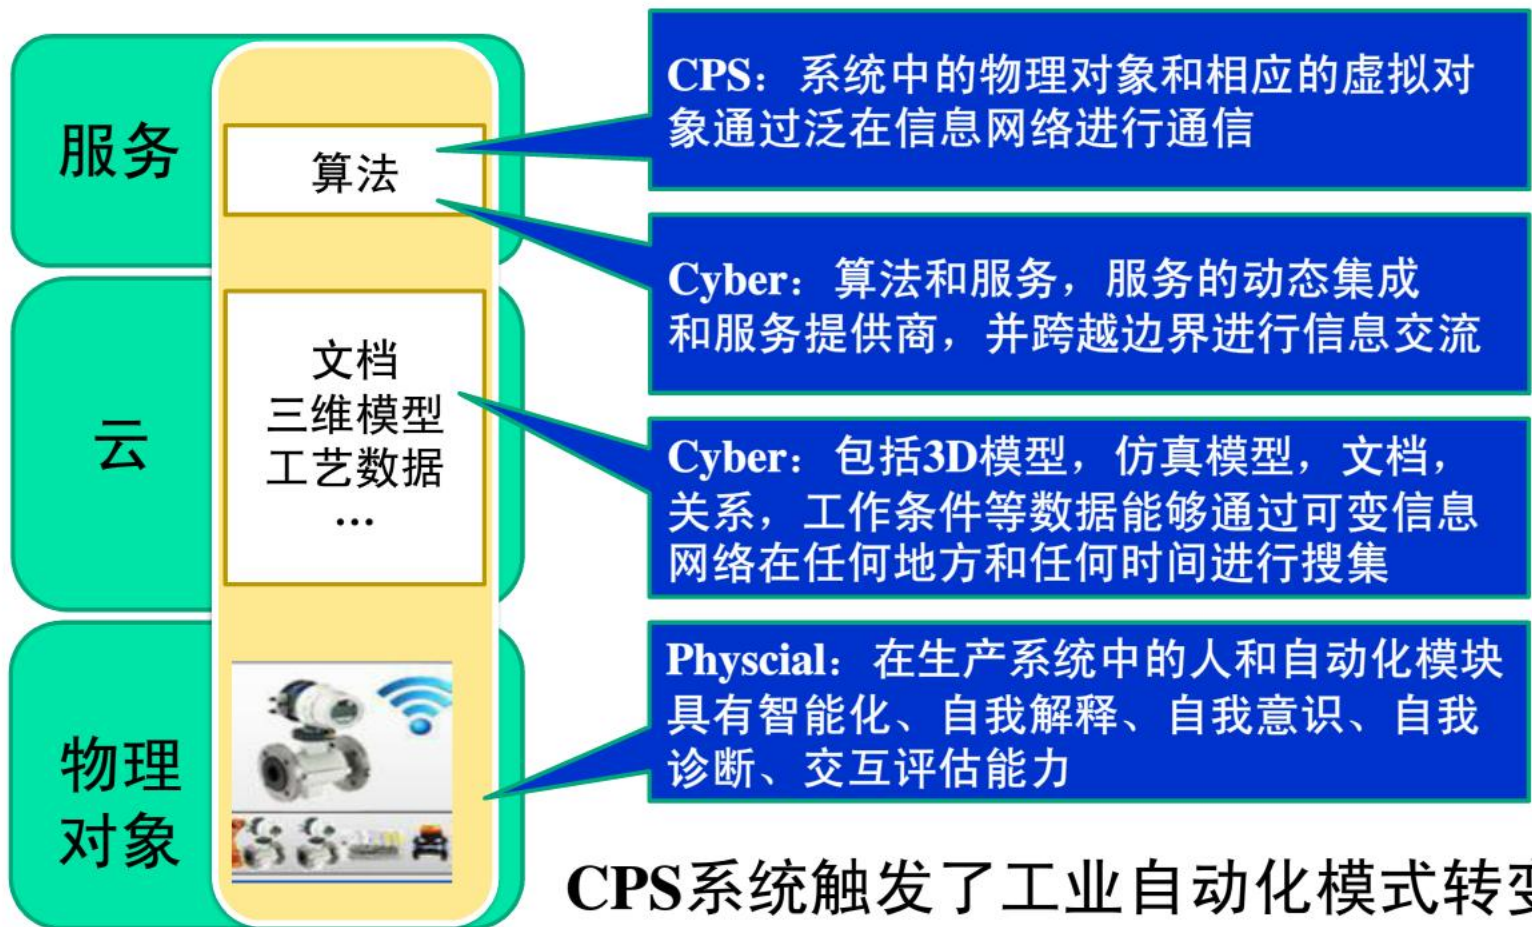 服务
算法
云
文档
三维模型
工艺数据
...
物理
对象
CPS：系统中的物理对象和相应的虚拟对
象通过泛在信息网络进行通信
Cyber：算法和服务，服务的动态集成
和服务提供商，并跨越边界进行信息交流
Cyber：包括3D模型，仿真模型，文档，
关系，工作条件等数据能够通过可变信息
网络在任何地方和任何时间进行搜集
Physcial：在生产系统中的人和自动化模块
具有智能化、自我解释、自我意识、自我
诊断、交互评估能力
CPS系统触发了工业自动化模式转变